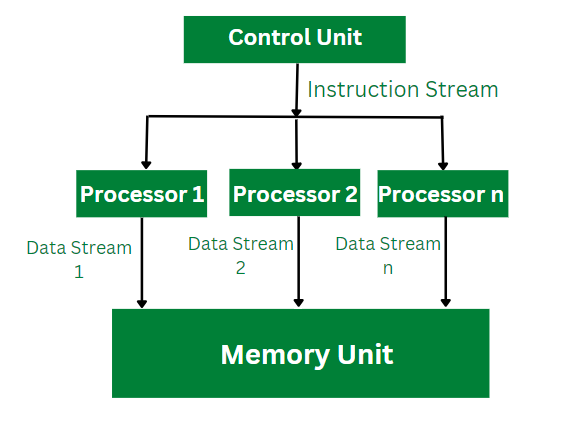 Control Unit
Instruction Stream
Processor 1
Processor 2
Processor n
Data Stream
1
Data Stream
2
Data Stream
n
Memory Unit